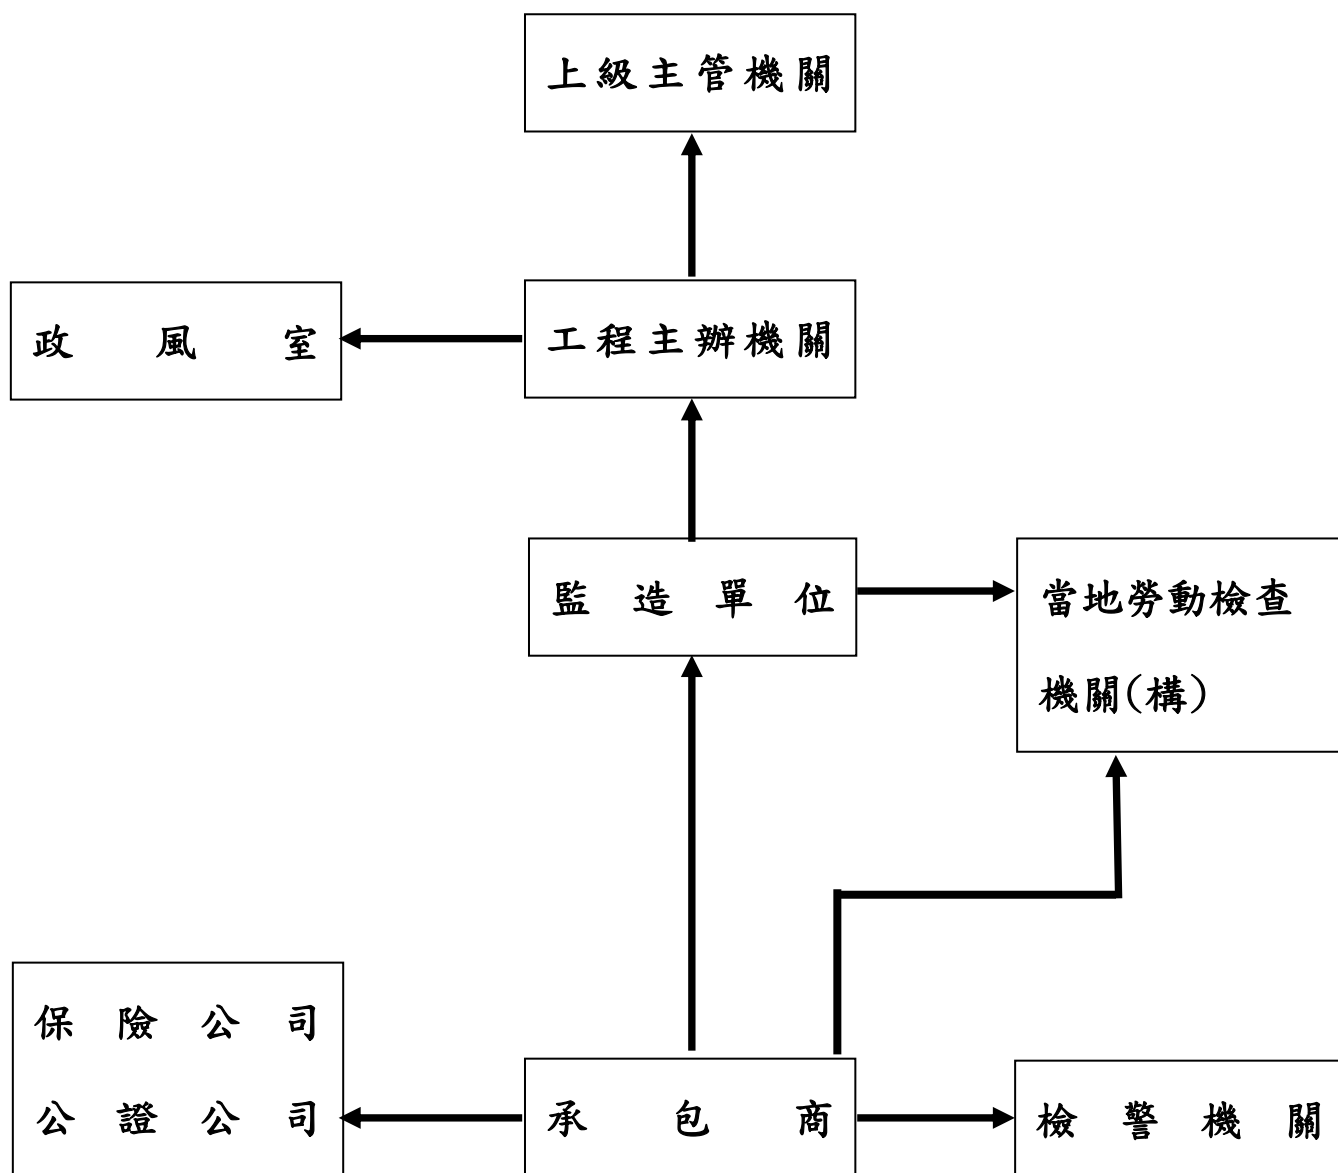 上級主管機關
政風室
工程主辦機關
監造單位
當地勞動檢查
機關(構)
保險公司
公證公司
承包商
檢警機關